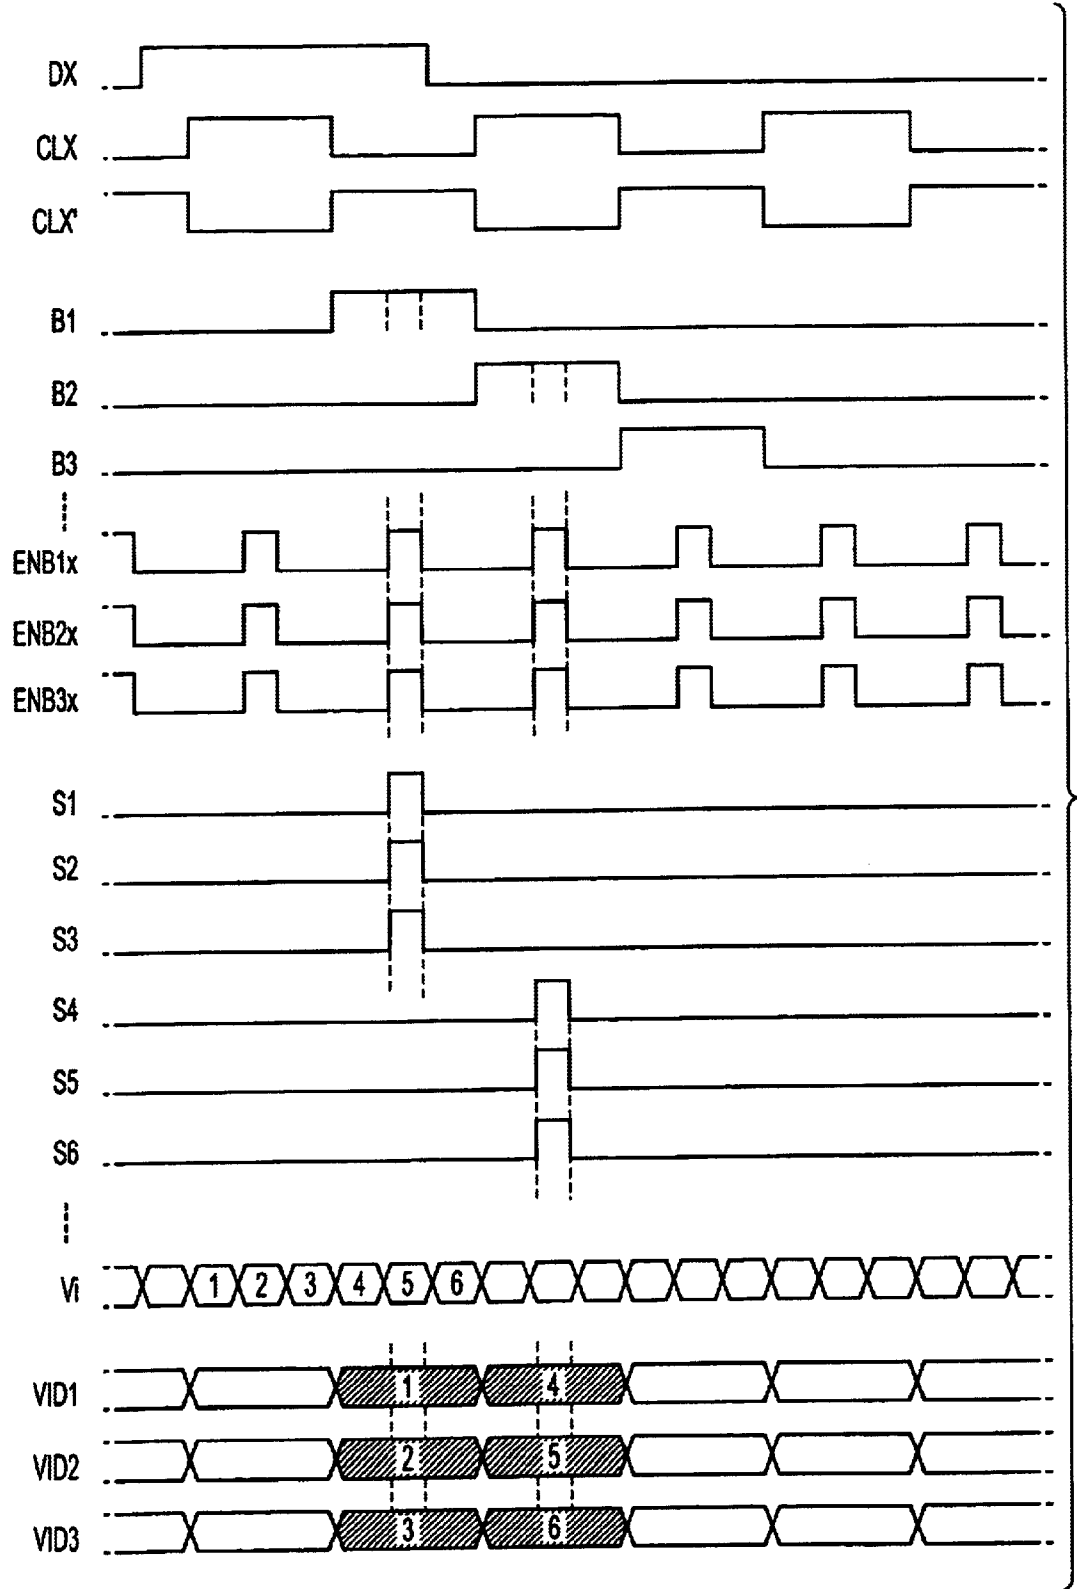 DX
CLX
CLX'
B1
B2
B3
ENB1x
ENB2x
ENB3x
S1
S2
S3
S4
S5
S6
Vi 1 2 3 4 5 6
VID1 1 4
VID2 2 5
VID3 3 6